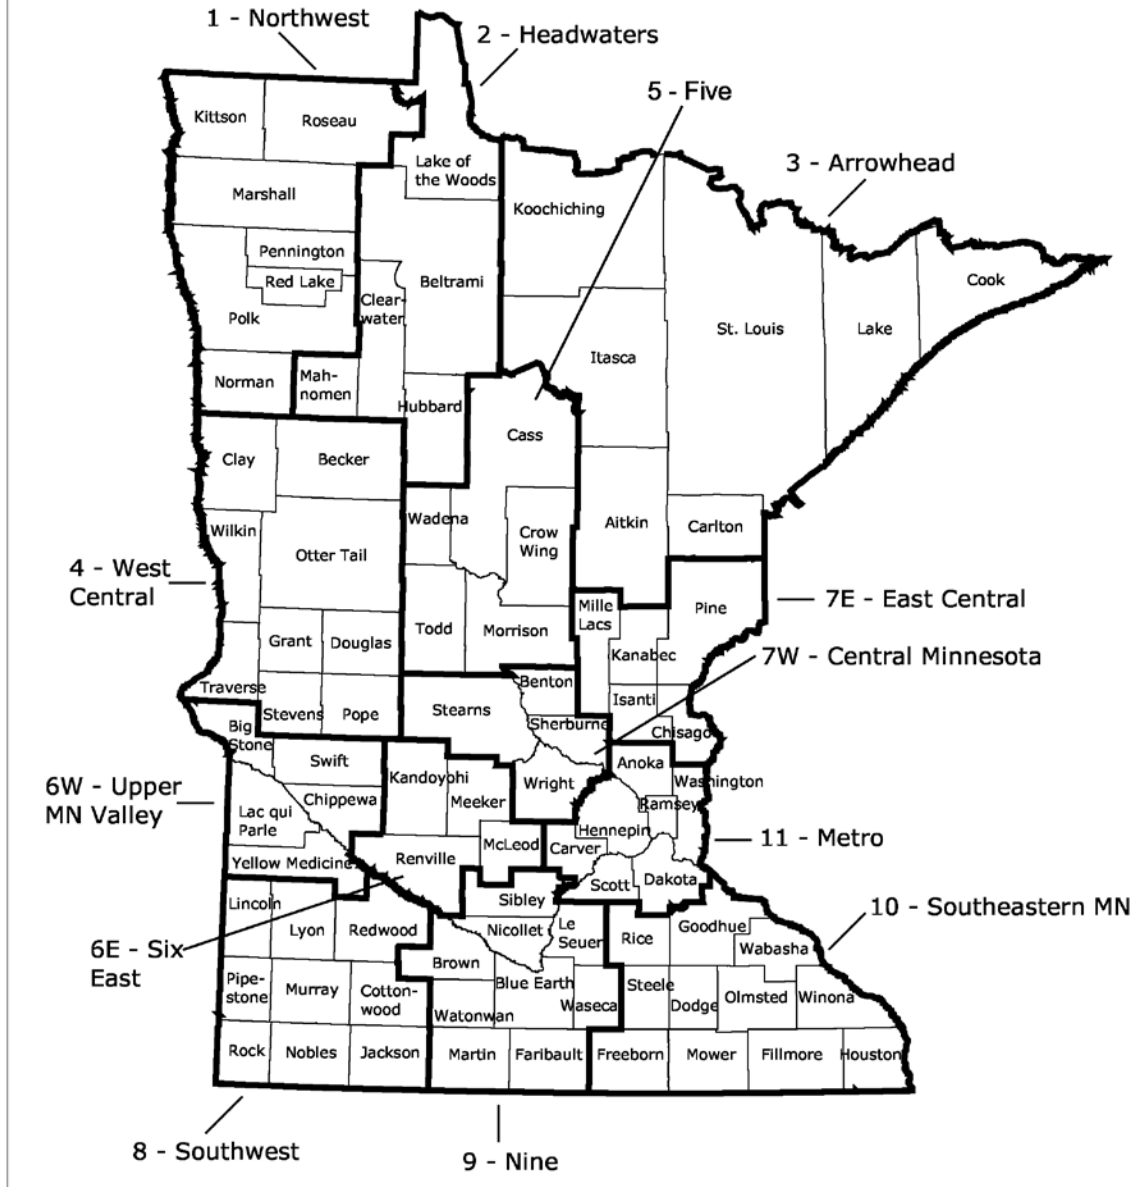 1 - Northwest
2 - Headwaters
5 - Five
3 - Arrowhead
Kittson
Roseau
Lake of
the Woods
Marshall
Koochiching
Pennington
Red Lake
Beltrami
Cook
Clear-
water
Polk
St. Louis
Lake
Itasca
Norman
Mah-
nomen
Hubbard
Cass
Clay
Becker
Wadena
Crow
Wing
Aitkin
Carlton
Wilkin
Otter Tail
4 - West
Central
Mille
Lacs
Pine
7E - East Central
Grant
Douglas
Todd
Morrison
Kanabec
7W - Central Minnesota
Traverse
Stevens
Pope
Stearns
Benton
Isanti
Sherburne
Chisago
Big
Stone
Swift
Kandoyohi
Wright
Anoka
Washington
6W - Upper
MN Valley
Chippewa
Meeker
Ramsey
Lac qui
Parle
Hennepin
11 - Metro
McLeod
Carver
Yellow Medicine
Renville
Scott
Dakota
Lincoln
Sibley
10 - Southeastern MN
Lyon
Redwood
Nicollet
Le
Seuer
Rice
Goodhue
Wabasha
6E - Six
East
Brown
Pipe-
stone
Murray
Cotton-
wood
Blue Earth
Waseca
Steele
Dodge
Olmsted
Winona
Watonwan
Rock
Nobles
Jackson
Martin
Faribault
Freeborn
Mower
Fillmore
Houston
8 - Southwest
9 - Nine